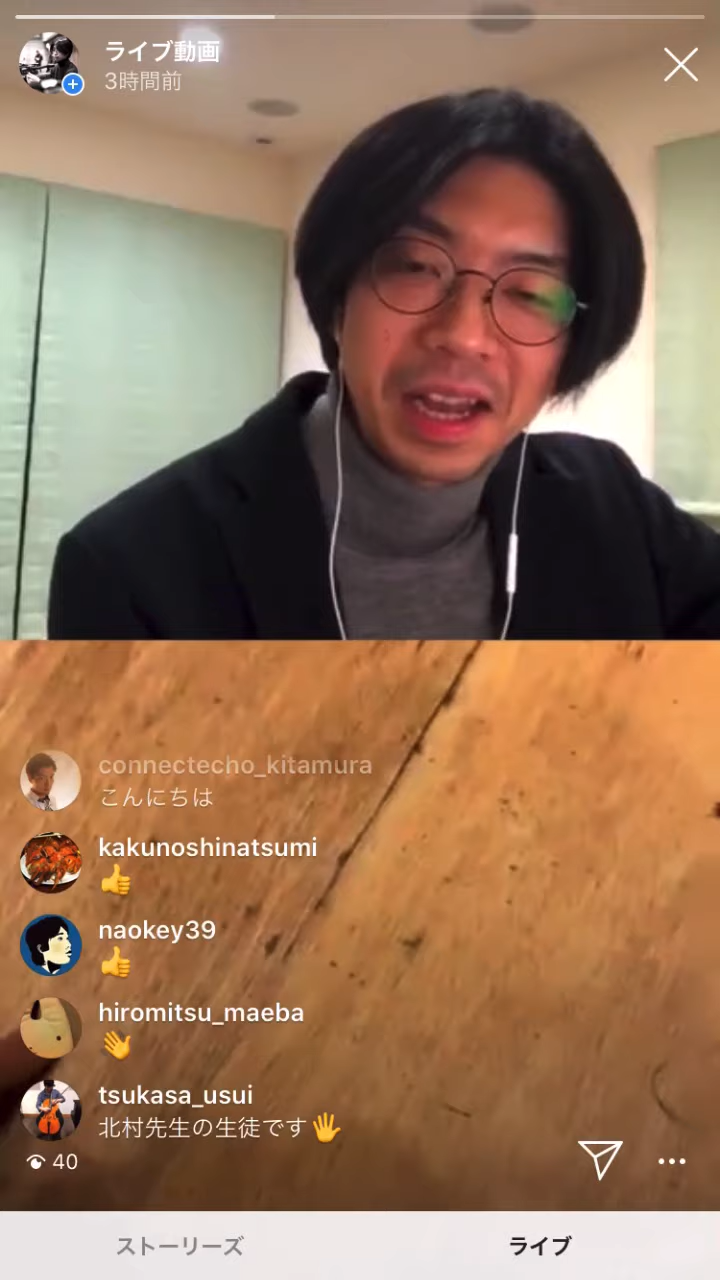 ライブ動画
3時間前
connectecho_kitamura
こんにちは
kakunoshinatsumi
👍
naokey39
👍
hiromitsu_maeba
👋
tsukasa_usui
北村先生の生徒です🖐
40
ストーリーズ
ライブ